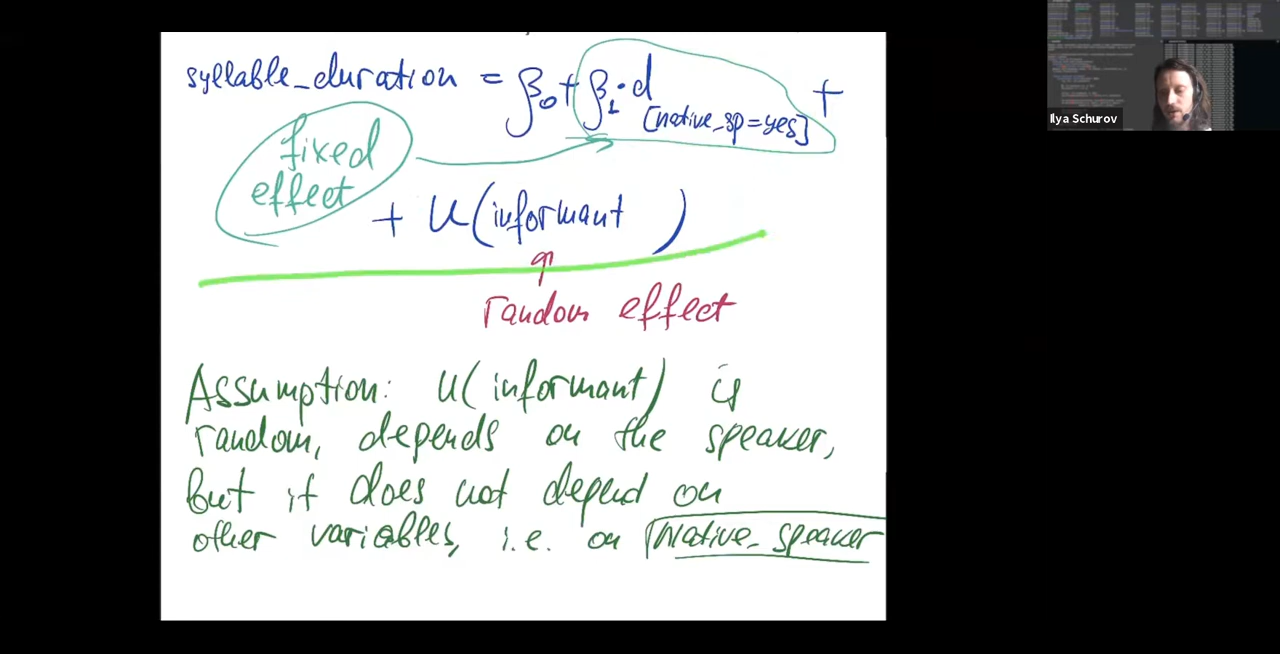 syllable_duration = β₀ + β₁·d[native_sp=yes] +
fixed
effect
+ u(informant )
random effect
Assumption: u(informant) is
random, depends on the speaker,
but it does not depend on
other variables, i.e. on native_speaker
Ilya Schurov